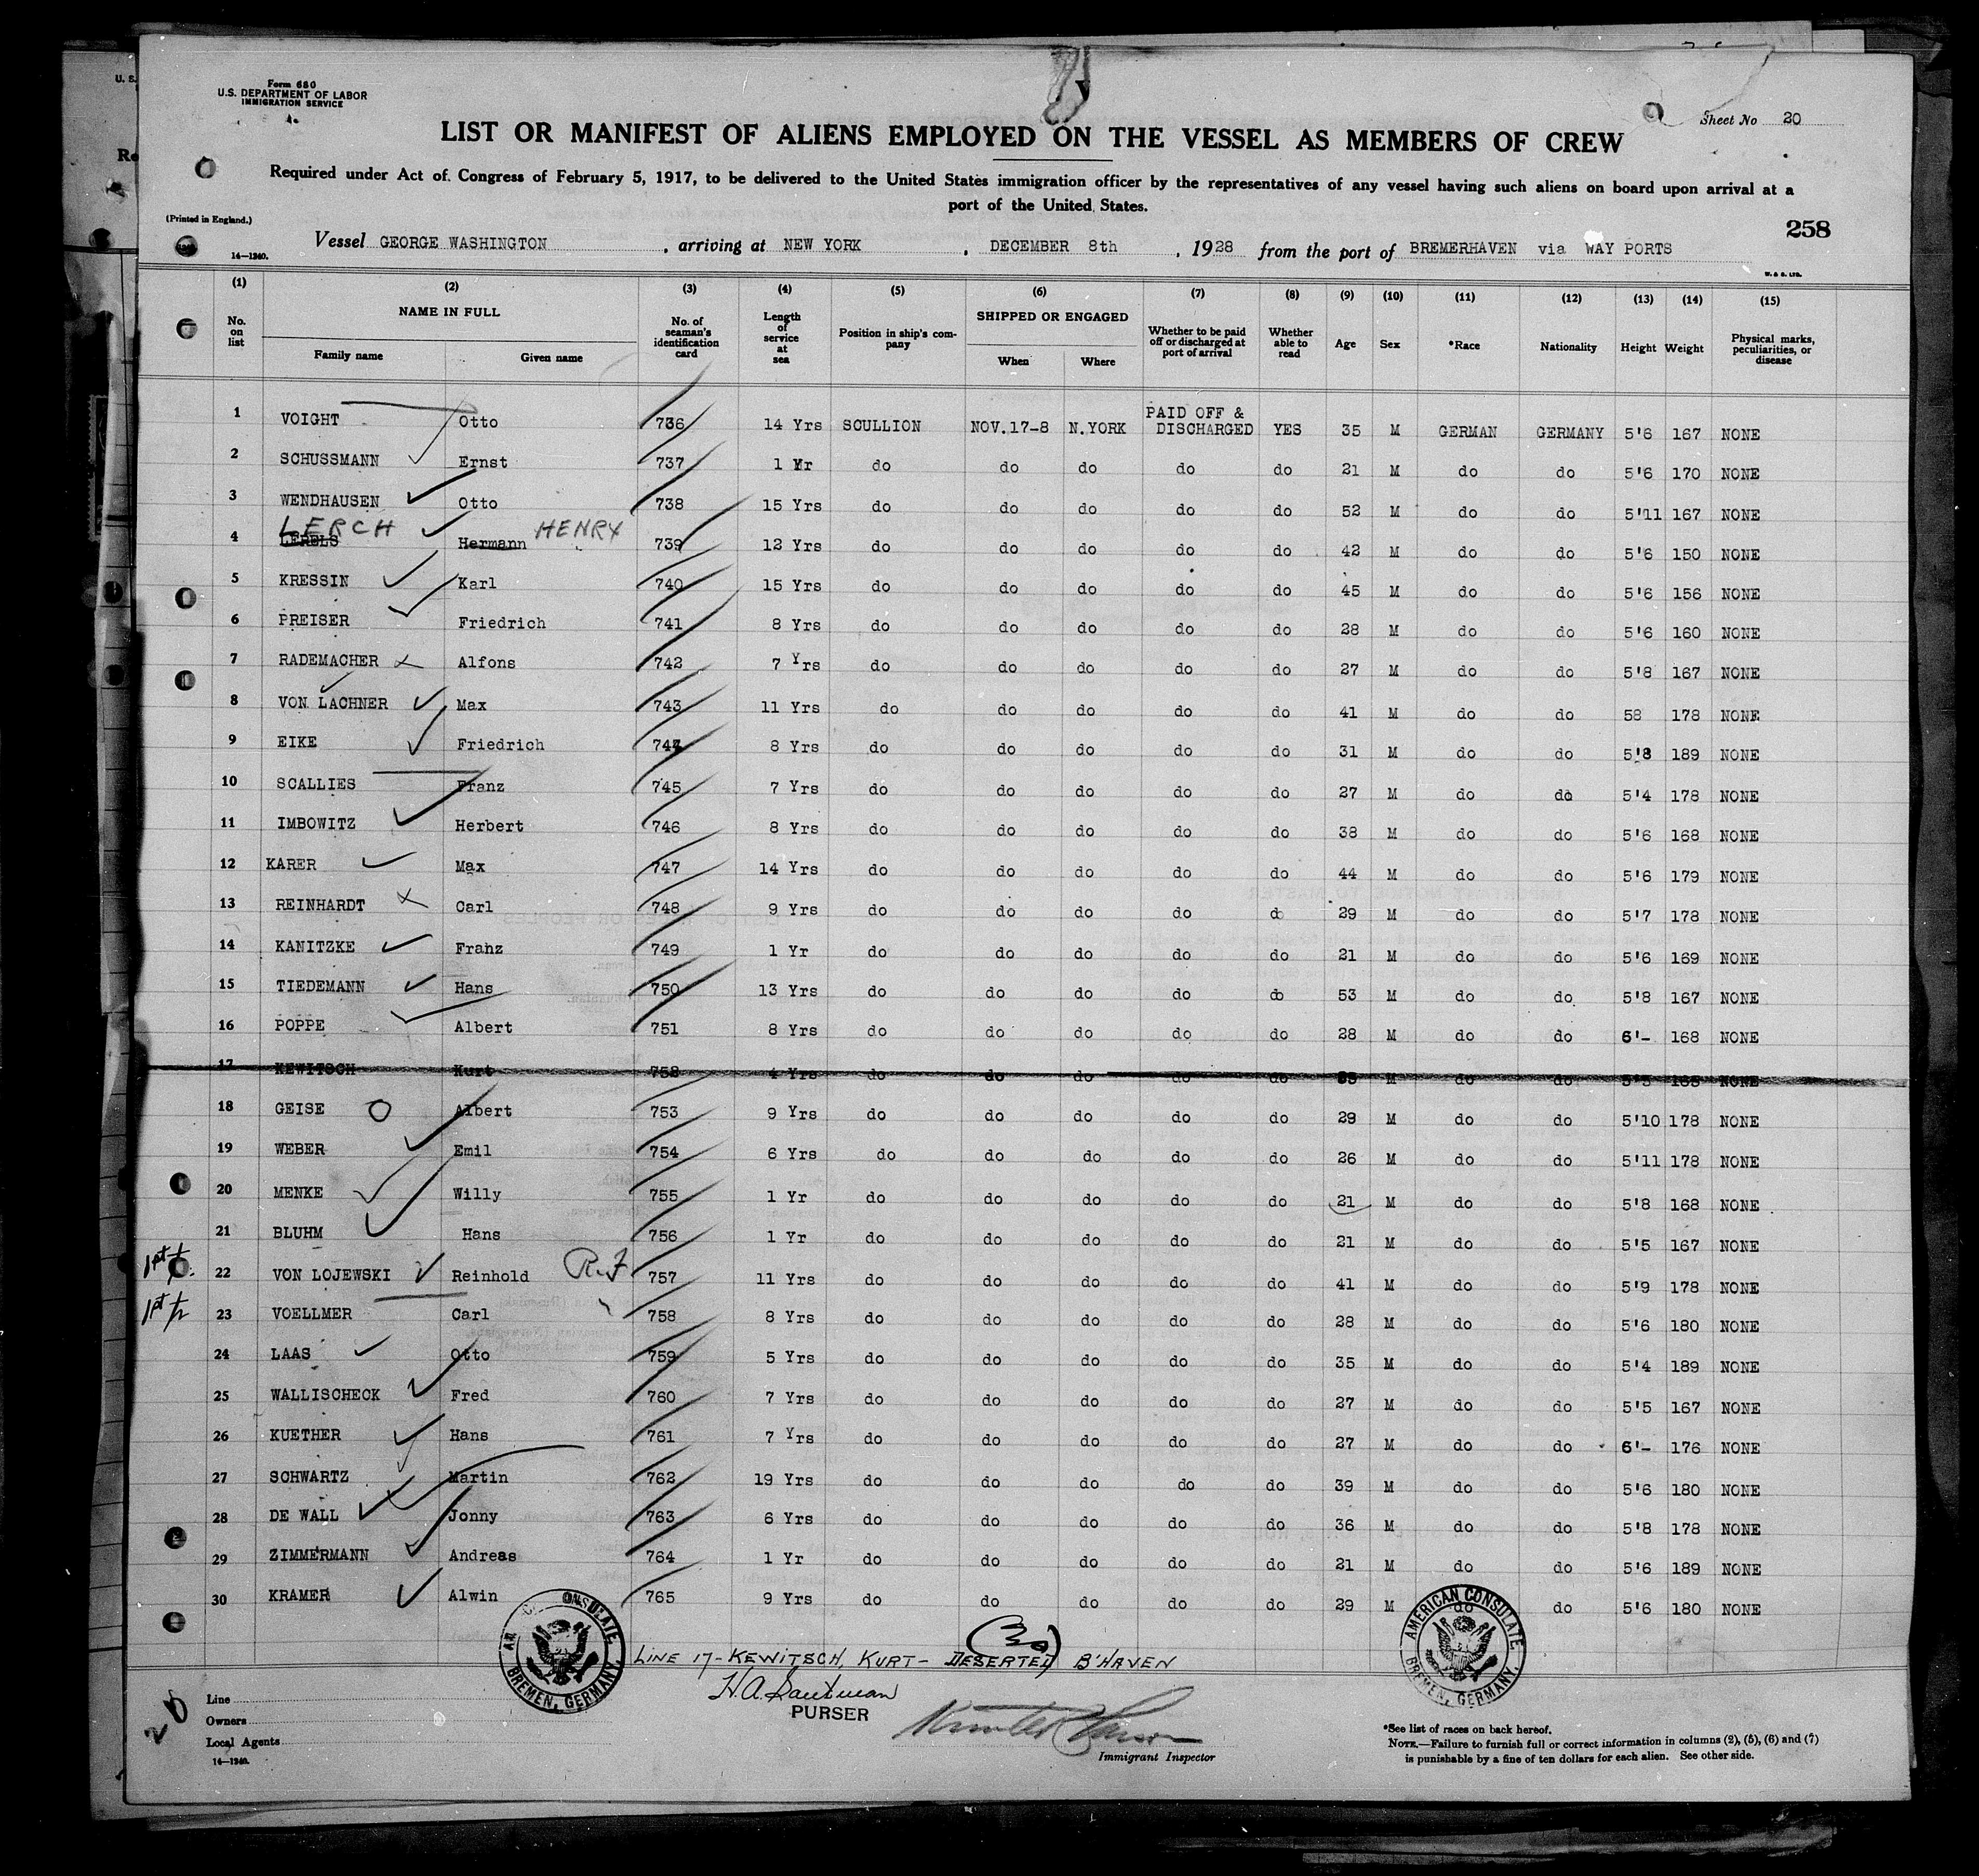 Form 680
U.S. DEPARTMENT OF LABOR
IMMIGRATION SERVICE
Sheet No 20
LIST OR MANIFEST OF ALIENS EMPLOYED ON THE VESSEL AS MEMBERS OF CREW
Required under Act of Congress of February 5, 1917, to be delivered to the United States immigration officer by the representatives of any vessel having such aliens on board upon arrival at a
port of the United States.
(Printed in England.)
258
14—1240.
Vessel GEORGE WASHINGTON, arriving at NEW YORK, DECEMBER 8th, 1928 from the port of BREMERHAVEN via WAY PORTS
W. & S. LTD.
(1) (2) (3) (4) (5) (6) (7) (8) (9) (10) (11) (12) (13) (14) (15)
No. on list NAME IN FULL Family name Given name No. of seaman's identification card Length of service at sea Position in ship's company SHIPPED OR ENGAGED When Where Whether to be paid off or discharged at port of arrival Whether able to read Age Sex *Race Nationality Height Weight Physical marks, peculiarities, or disease
1 VOIGHT Otto 736 14 Yrs SCULLION NOV.17-8 N.YORK PAID OFF & DISCHARGED YES 35 M GERMAN GERMANY 5'6 167 NONE
2 SCHUSSMANN Ernst 737 1 Yr do do do do do 21 M do do 5'6 170 NONE
3 WENDHAUSEN Otto 738 15 Yrs do do do do do 52 M do do 5'11 167 NONE
LERCH HENRY
4 Hermann 739 12 Yrs do do do do do 42 M do do 5'6 150 NONE
5 KRESSIN Karl 740 15 Yrs do do do do do 45 M do do 5'6 156 NONE
6 PREISER Friedrich 741 8 Yrs do do do do do 28 M do do 5'6 160 NONE
7 RADEMACHER Alfons 742 7 Yrs do do do do do 27 M do do 5'8 167 NONE
8 VON LACHNER Max 743 11 Yrs do do do do do 41 M do do 58 178 NONE
9 EIKE Friedrich 744 8 Yrs do do do do do 31 M do do 5'8 189 NONE
10 SCALLIES Franz 745 7 Yrs do do do do do 27 M do do 5'4 178 NONE
11 IMBOWITZ Herbert 746 8 Yrs do do do do do 38 M do do 5'6 168 NONE
12 KARER Max 747 14 Yrs do do do do do 44 M do do 5'6 179 NONE
13 REINHARDT Carl 748 9 Yrs do do do do do 29 M do do 5'7 178 NONE
14 KANITZKE Franz 749 1 Yr do do do do do 21 M do do 5'6 169 NONE
15 TIEDEMANN Hans 750 13 Yrs do do do do do 53 M do do 5'8 167 NONE
16 POPPE Albert 751 8 Yrs do do do do do 28 M do do 6'- 168 NONE
17 KEWITSCH Kurt 752 4 Yrs do do do do do M do do NONE
18 GEISE Albert 753 9 Yrs do do do do do 29 M do do 5'10 178 NONE
19 WEBER Emil 754 6 Yrs do do do do do 26 M do do 5'11 178 NONE
20 MENKE Willy 755 1 Yr do do do do do 21 M do do 5'8 168 NONE
21 BLUHM Hans 756 1 Yr do do do do do 21 M do do 5'5 167 NONE
22 VON LOJEWSKI Reinhold 757 11 Yrs do do do do do 41 M do do 5'9 178 NONE
23 VOELLMER Carl 758 8 Yrs do do do do do 28 M do do 5'6 180 NONE
24 LAAS Otto 759 5 Yrs do do do do do 35 M do do 5'4 189 NONE
25 WALLISCHECK Fred 760 7 Yrs do do do do do 27 M do do 5'5 167 NONE
26 KUETHER Hans 761 7 Yrs do do do do do 27 M do do 6'- 176 NONE
27 SCHWARTZ Martin 762 19 Yrs do do do do do 39 M do do 5'6 180 NONE
28 DE WALL Jonny 763 6 Yrs do do do do do 36 M do do 5'8 178 NONE
29 ZIMMERMANN Andreas 764 1 Yr do do do do do 21 M do do 5'6 189 NONE
30 KRAMER Alwin 765 9 Yrs do do do do do 29 M do do 5'6 180 NONE
CONSULATE BREMEN, GERMANY.
AMERICAN CONSULATE BREMEN, GERMANY.
LINE 17-KEWITSCH KURT- DESERTED B'HAVEN
PURSER
Line
Owners
Local Agents
14—1240.
Immigrant Inspector
*See list of races on back hereof.
NOTE.—Failure to furnish full or correct information in columns (2), (5), (6) and (7)
is punishable by a fine of ten dollars for each alien. See other side.